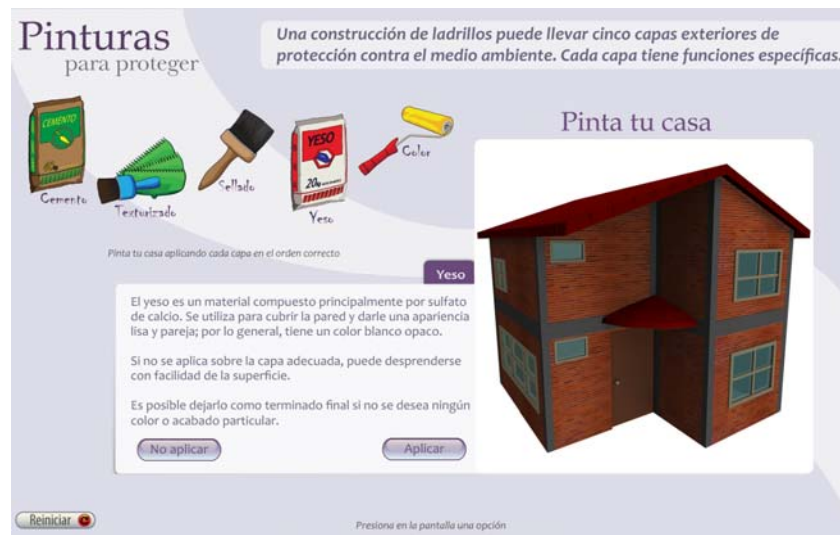 Pinturas
para proteger
Una construcción de ladrillos puede llevar cinco capas exteriores de
protección contra el medio ambiente. Cada capa tiene funciones específicas.
CEMENTO
Cemento
Texturizado
Sellado
YESO
20kg
Yeso
Color
Pinta tu casa
Pinta tu casa aplicando cada capa en el orden correcto
Yeso
El yeso es un material compuesto principalmente por sulfato
de calcio. Se utiliza para cubrir la pared y darle una apariencia
lisa y pareja; por lo general, tiene un color blanco opaco.
Si no se aplica sobre la capa adecuada, puede desprenderse
con facilidad de la superficie.
Es posible dejarlo como terminado final si no se desea ningún
color o acabado particular.
No aplicar
Aplicar
Reiniciar
Presiona en la pantalla una opción